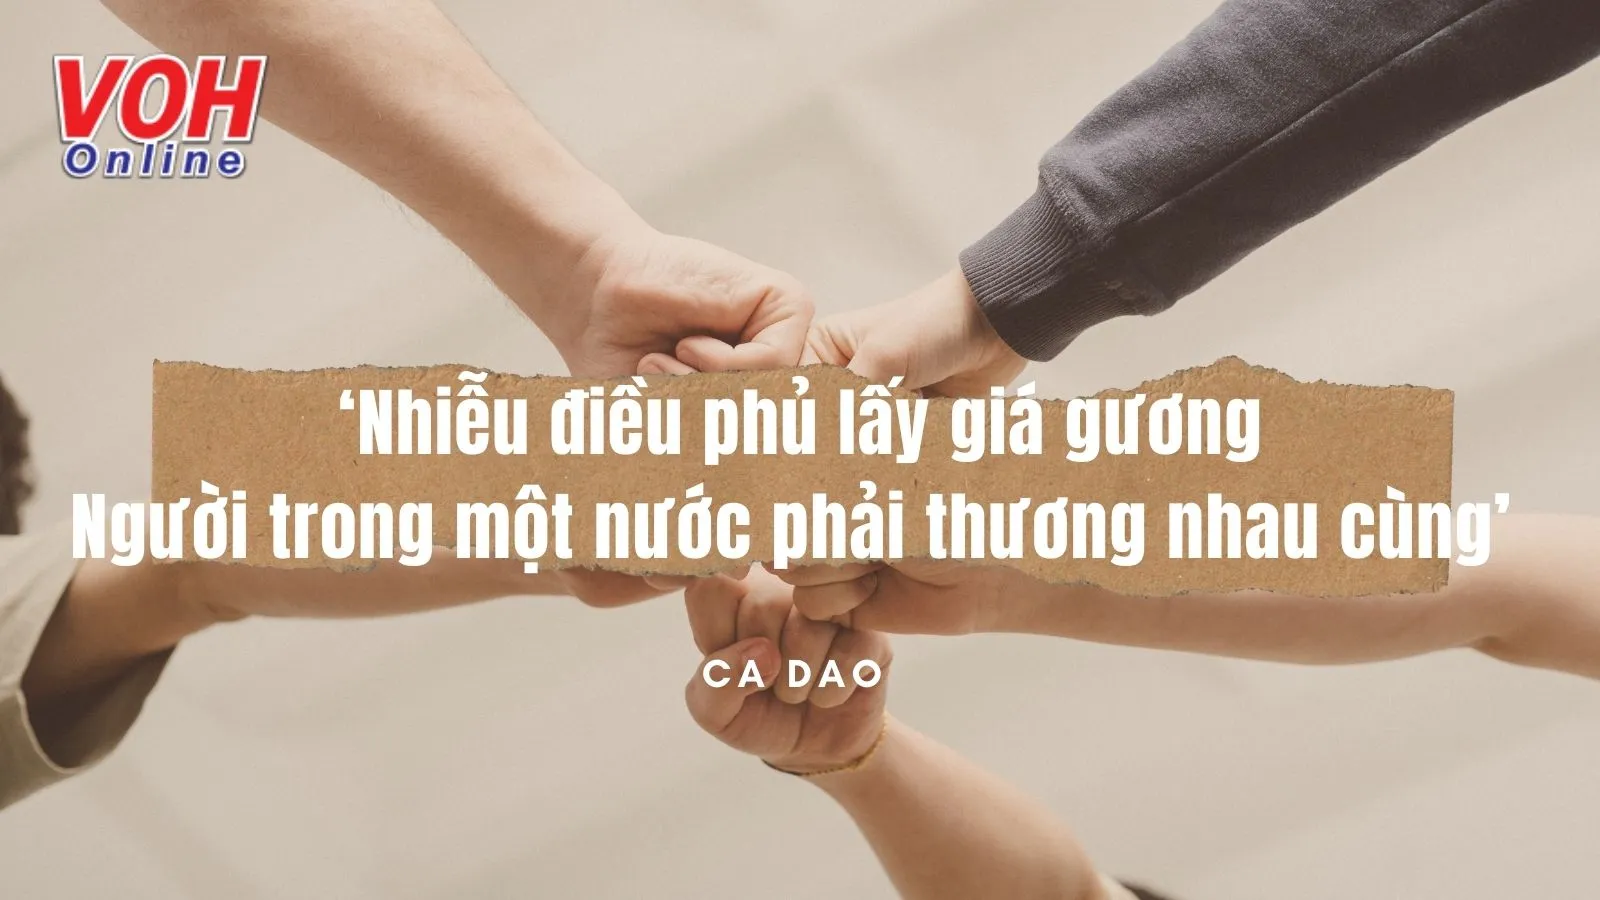 VOH
Online
‘Nhiễu điều phủ lấy giá gương
Người trong một nước phải thương nhau cùng’
CA DAO